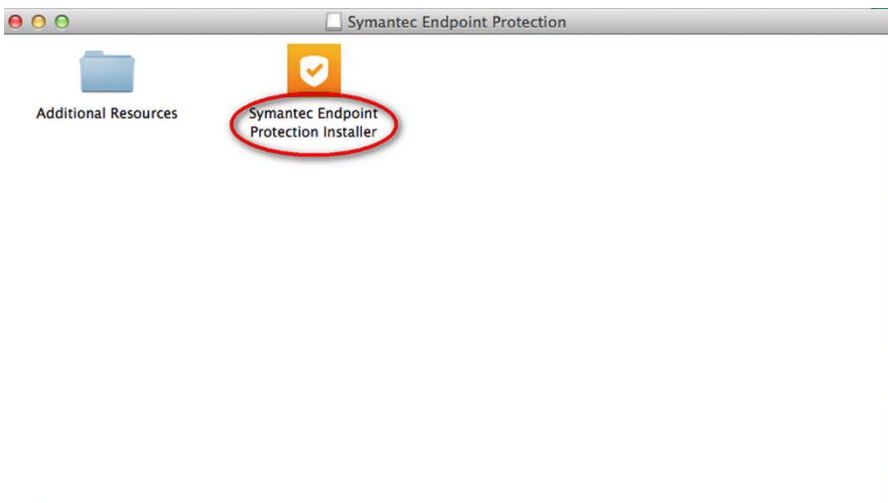 Symantec Endpoint Protection
Additional Resources
Symantec Endpoint
Protection Installer